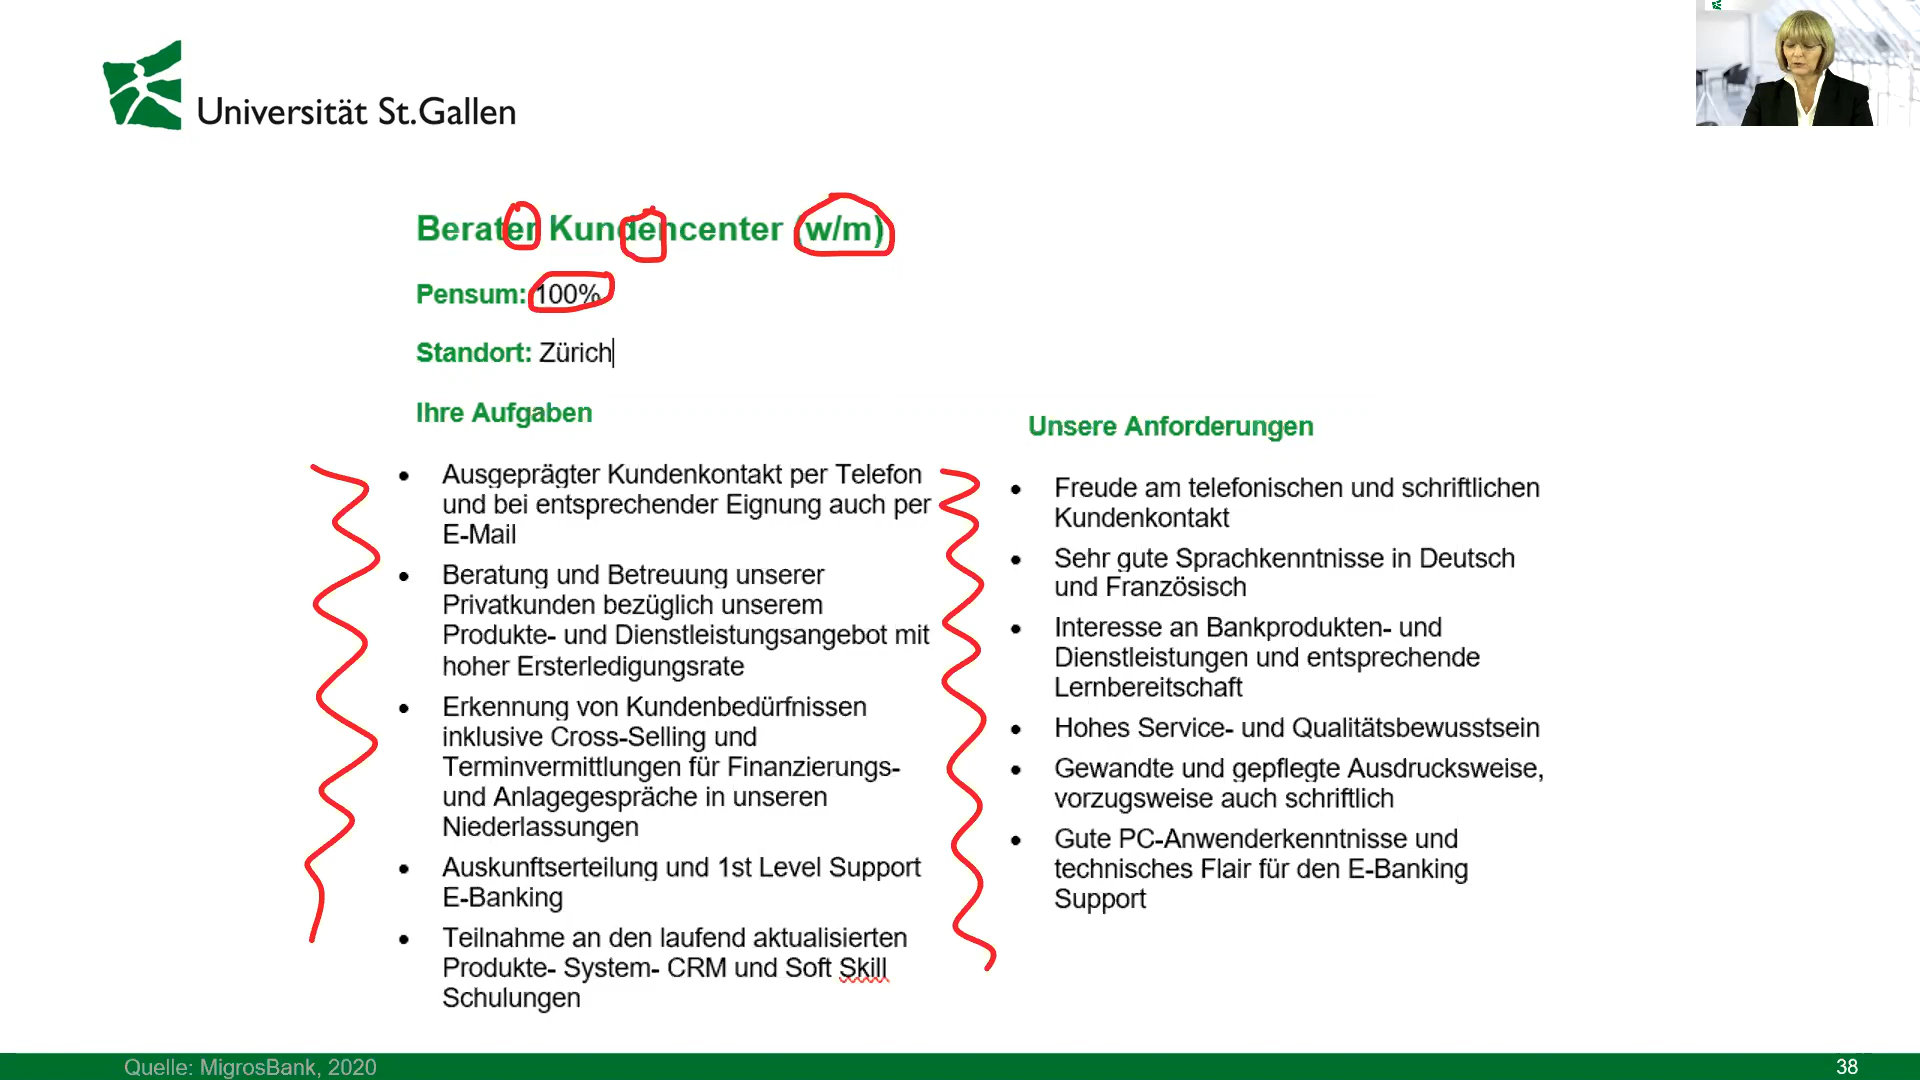 Universität St.Gallen
Berater Kundencenter (w/m)
Pensum: 100%
Standort: Zürich
Ihre Aufgaben
• Ausgeprägter Kundenkontakt per Telefon
und bei entsprechender Eignung auch per
E-Mail
• Beratung und Betreuung unserer
Privatkunden bezüglich unserem
Produkte- und Dienstleistungsangebot mit
hoher Ersterledigungsrate
• Erkennung von Kundenbedürfnissen
inklusive Cross-Selling und
Terminvermittlungen für Finanzierungs-
und Anlagegespräche in unseren
Niederlassungen
• Auskunftserteilung und 1st Level Support
E-Banking
• Teilnahme an den laufend aktualisierten
Produkte- System- CRM und Soft Skill
Schulungen
Unsere Anforderungen
• Freude am telefonischen und schriftlichen
Kundenkontakt
• Sehr gute Sprachkenntnisse in Deutsch
und Französisch
• Interesse an Bankprodukten- und
Dienstleistungen und entsprechende
Lernbereitschaft
• Hohes Service- und Qualitätsbewusstsein
• Gewandte und gepflegte Ausdrucksweise,
vorzugsweise auch schriftlich
• Gute PC-Anwenderkenntnisse und
technisches Flair für den E-Banking
Support
Quelle: MigrosBank, 2020
38